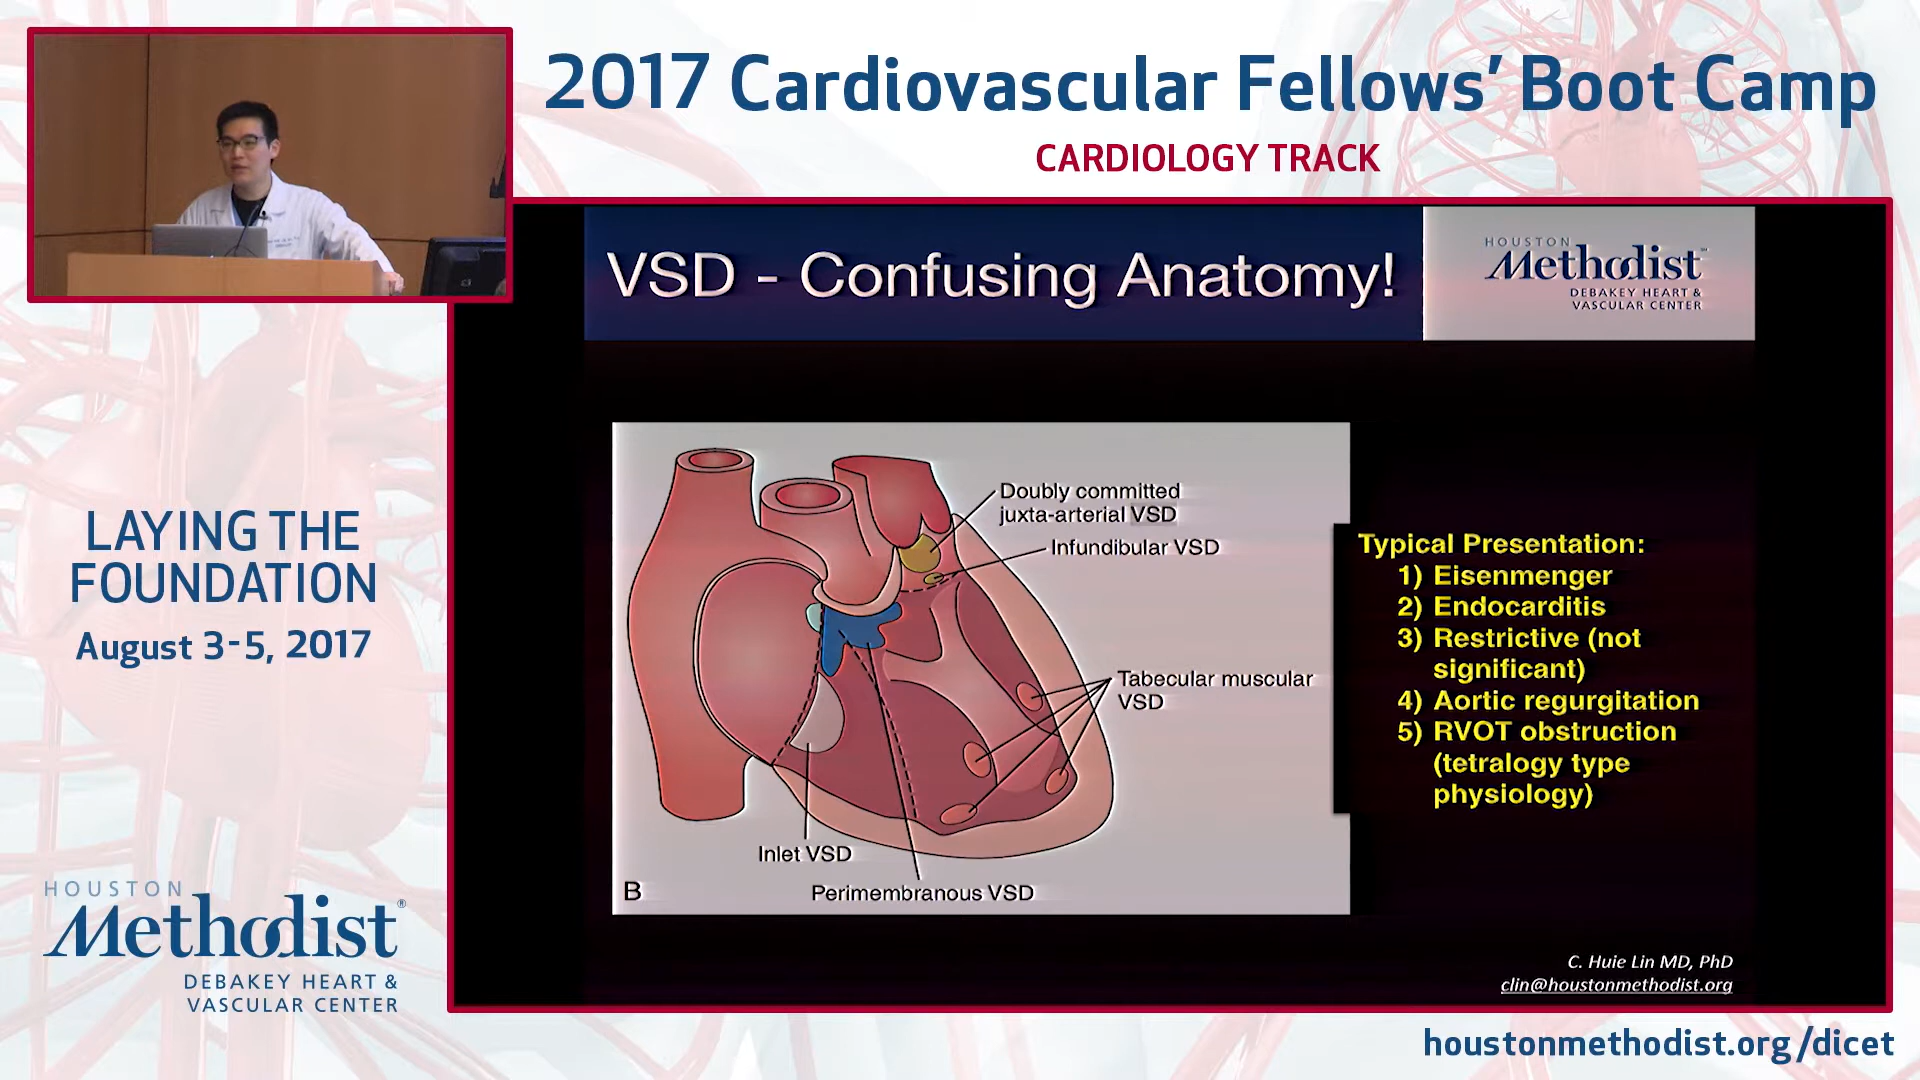 2017 Cardiovascular Fellows' Boot Camp
CARDIOLOGY TRACK
VSD - Confusing Anatomy!
HOUSTON
Methodist
DEBAKEY HEART &
VASCULAR CENTER
Doubly committed
juxta-arterial VSD
Infundibular VSD
Tabecular muscular
VSD
Inlet VSD
Perimembranous VSD
B
Typical Presentation:
1) Eisenmenger
2) Endocarditis
3) Restrictive (not
significant)
4) Aortic regurgitation
5) RVOT obstruction
(tetralogy type
physiology)
C. Huie Lin MD, PhD
clin@houstonmethodist.org
LAYING THE
FOUNDATION
August 3-5, 2017
HOUSTON
Methodist®
DEBAKEY HEART &
VASCULAR CENTER
houstonmethodist.org/dicet